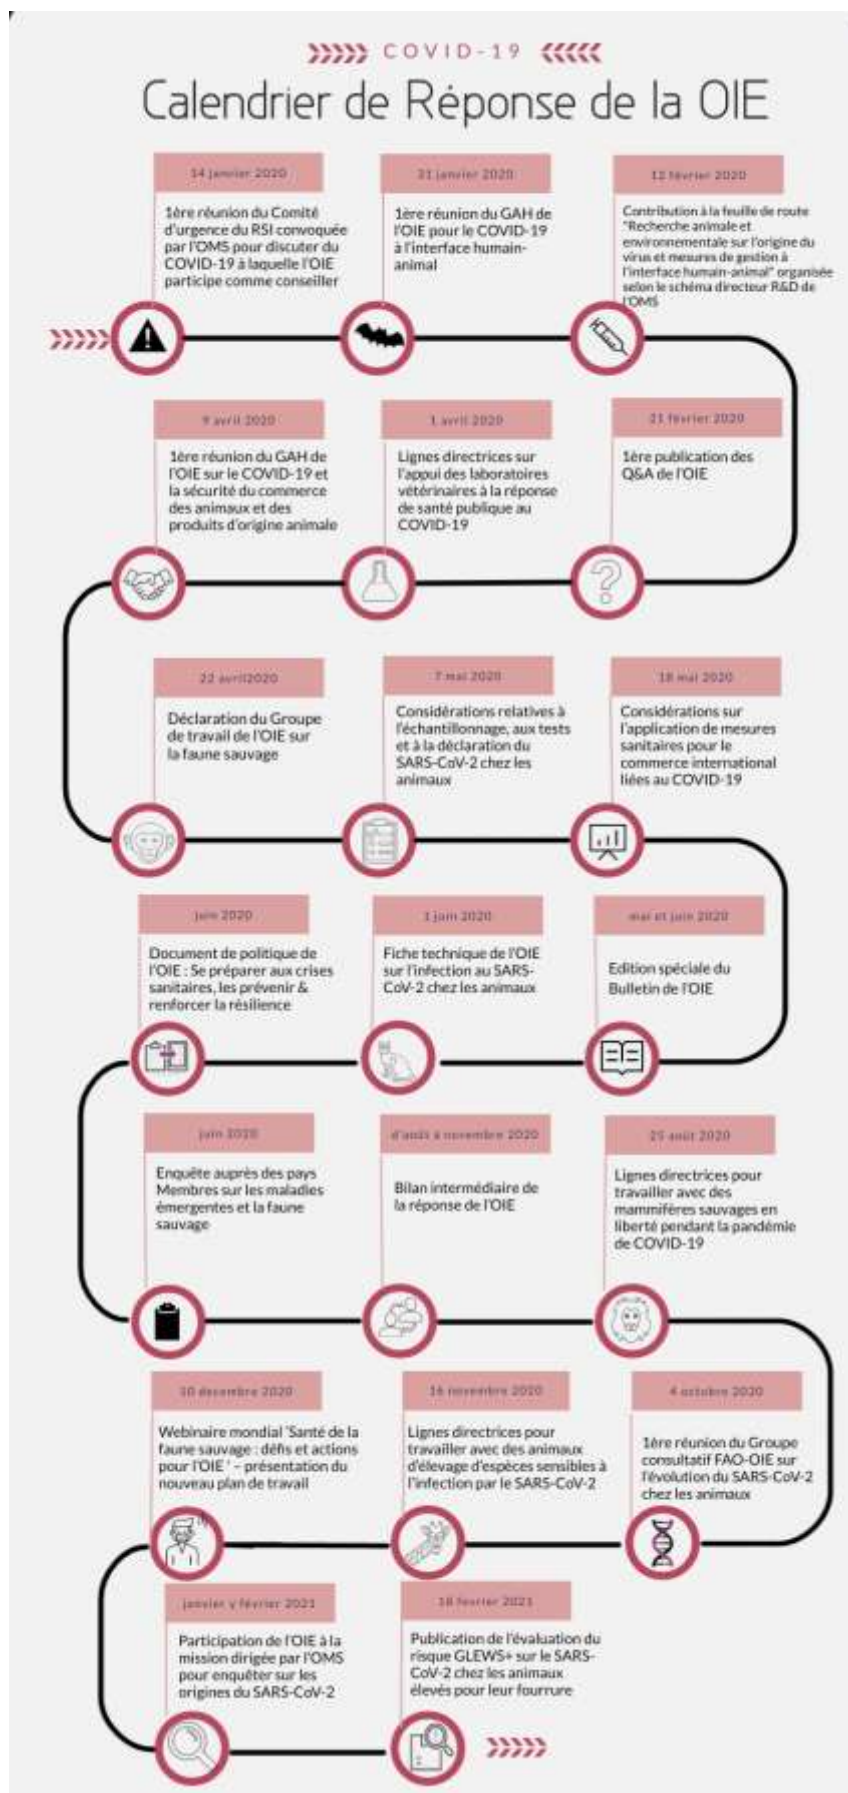 COVID-19
Calendrier de Réponse de la OIE
14 janvier 2020
1ère réunion du Comité
d'urgence du RSI convoquée
par l'OMS pour discuter du
COVID-19 à laquelle l'OIE
participe comme conseiller
31 janvier 2020
1ère réunion du GAH de
l'OIE pour le COVID-19
à l'interface humain-
animal
12 février 2020
Contribution à la feuille de route
"Recherche animale et
environnementale sur l'origine du
virus et mesures de gestion à
l'interface humain-animal" organisée
selon le schéma directeur R&D de
l'OMS
9 avril 2020
1ère réunion du GAH de
l'OIE sur le COVID-19 et
la sécurité du commerce
des animaux et des
produits d'origine animale
1 avril 2020
Lignes directrices sur
l'appui des laboratoires
vétérinaires à la réponse
de santé publique au
COVID-19
21 février 2020
1ère publication des
Q&A de l'OIE
22 avril2020
Déclaration du Groupe
de travail de l'OIE sur
la faune sauvage
7 mai 2020
Considérations relatives à
l'échantillonnage, aux tests
et à la déclaration du
SARS-CoV-2 chez les
animaux
18 mai 2020
Considérations sur
l'application de mesures
sanitaires pour le
commerce international
liées au COVID-19
juin 2020
Document de politique de
l'OIE : Se préparer aux crises
sanitaires, les prévenir &
renforcer la résilience
1 juin 2020
Fiche technique de l'OIE
sur l'infection au SARS-
CoV-2 chez les animaux
mai et juin 2020
Edition spéciale du
Bulletin de l'OIE
juin 2020
Enquête auprès des pays
Membres sur les maladies
émergentes et la faune
sauvage
d'août à novembre 2020
Bilan intermédiaire de
la réponse de l'OIE
25 août 2020
Lignes directrices pour
travailler avec des
mammifères sauvages en
liberté pendant la pandémie
de COVID-19
10 decembre 2020
Webinaire mondial 'Santé de la
faune sauvage : défis et actions
pour l'OIE ' – présentation du
nouveau plan de travail
16 novembre 2020
Lignes directrices pour
travailler avec des animaux
d'élevage d'espèces sensibles à
l'infection par le SARS-CoV-2
4 octobre 2020
1ère réunion du Groupe
consultatif FAO-OIE sur
l'évolution du SARS-CoV-2
chez les animaux
janvier y février 2021
Participation de l'OIE à la
mission dirigée par l'OMS
pour enquêter sur les
origines du SARS-CoV-2
18 fevrier 2021
Publication de l'évaluation du
risque GLEWS+ sur le SARS-
CoV-2 chez les animaux
élevés pour leur fourrure